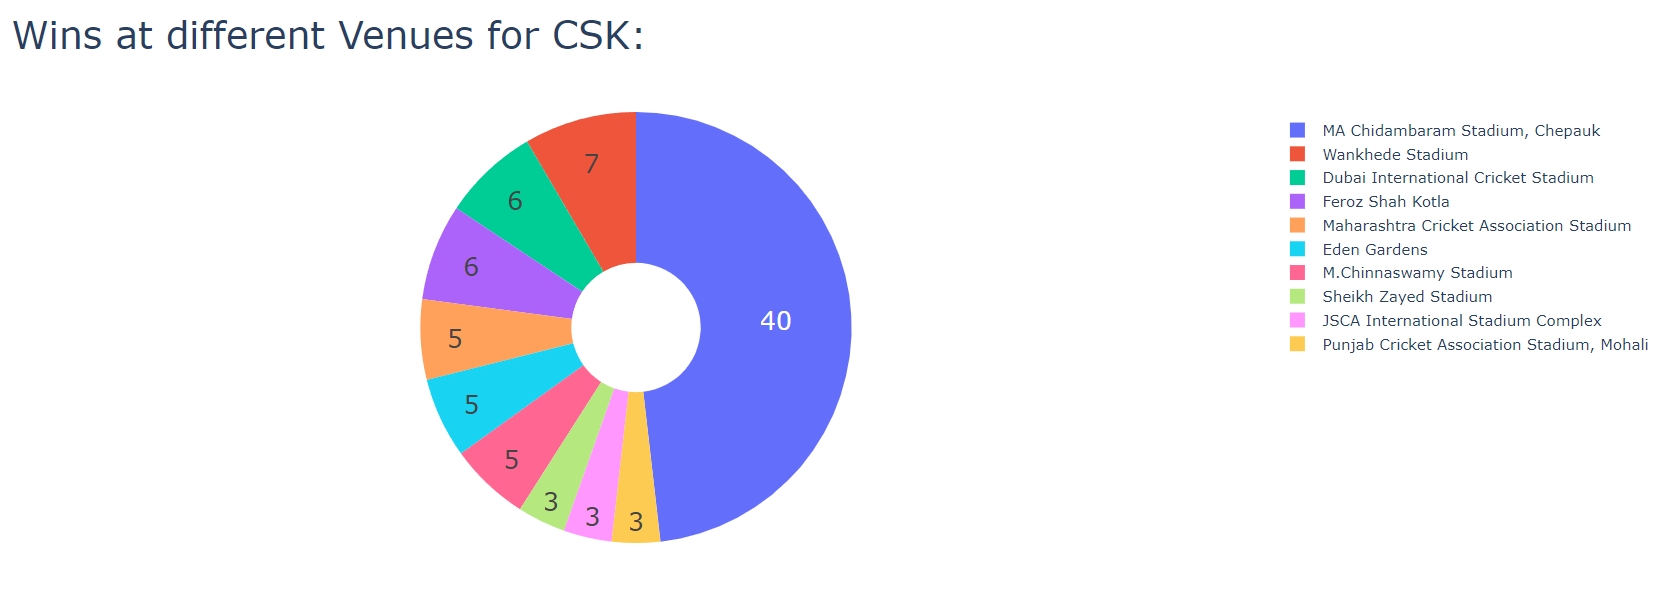 Wins at different Venues for CSK:
7
6
6
5
5
5
3
3
3
40
MA Chidambaram Stadium, Chepauk
Wankhede Stadium
Dubai International Cricket Stadium
Feroz Shah Kotla
Maharashtra Cricket Association Stadium
Eden Gardens
M.Chinnaswamy Stadium
Sheikh Zayed Stadium
JSCA International Stadium Complex
Punjab Cricket Association Stadium, Mohali